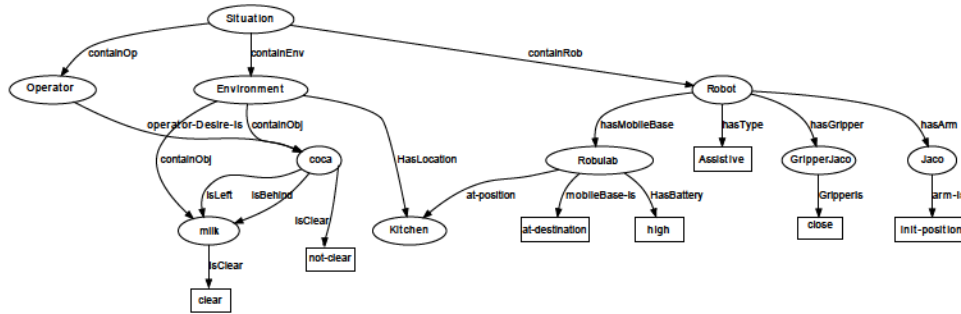 Situation
containOp
containEnv
containRob
Operator
Environment
Robot
operator-Desire-is
containObj
hasMobileBase
hasType
hasGripper
hasArm
containObj
coca
HasLocation
Robulab
Assistive
GripperJaco
Jaco
isLeft
isBehind
at-position
mobileBase-is
HasBattery
GripperIs
arm-is
milk
isClear
Kitchen
at-destination
high
close
init-position
isClear
not-clear
clear